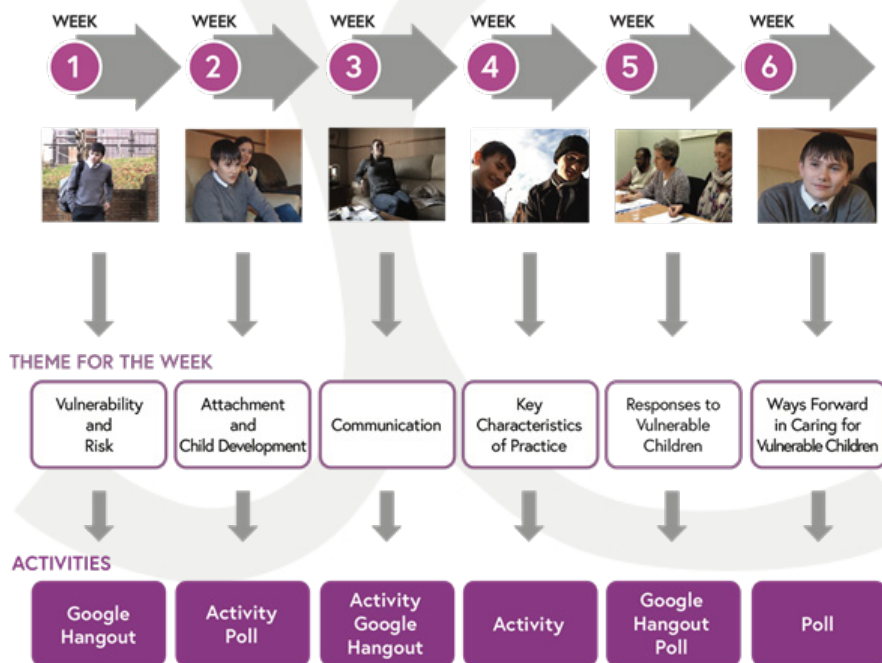 WEEK WEEK WEEK WEEK WEEK WEEK
1 2 3 4 5 6
THEME FOR THE WEEK
Vulnerability
and
Risk
Attachment
and
Child Development
Communication
Key
Characteristics
of Practice
Responses to
Vulnerable
Children
Ways Forward
in Caring for
Vulnerable Children
ACTIVITIES
Google
Hangout
Activity
Poll
Activity
Google
Hangout
Activity
Google
Hangout
Poll
Poll